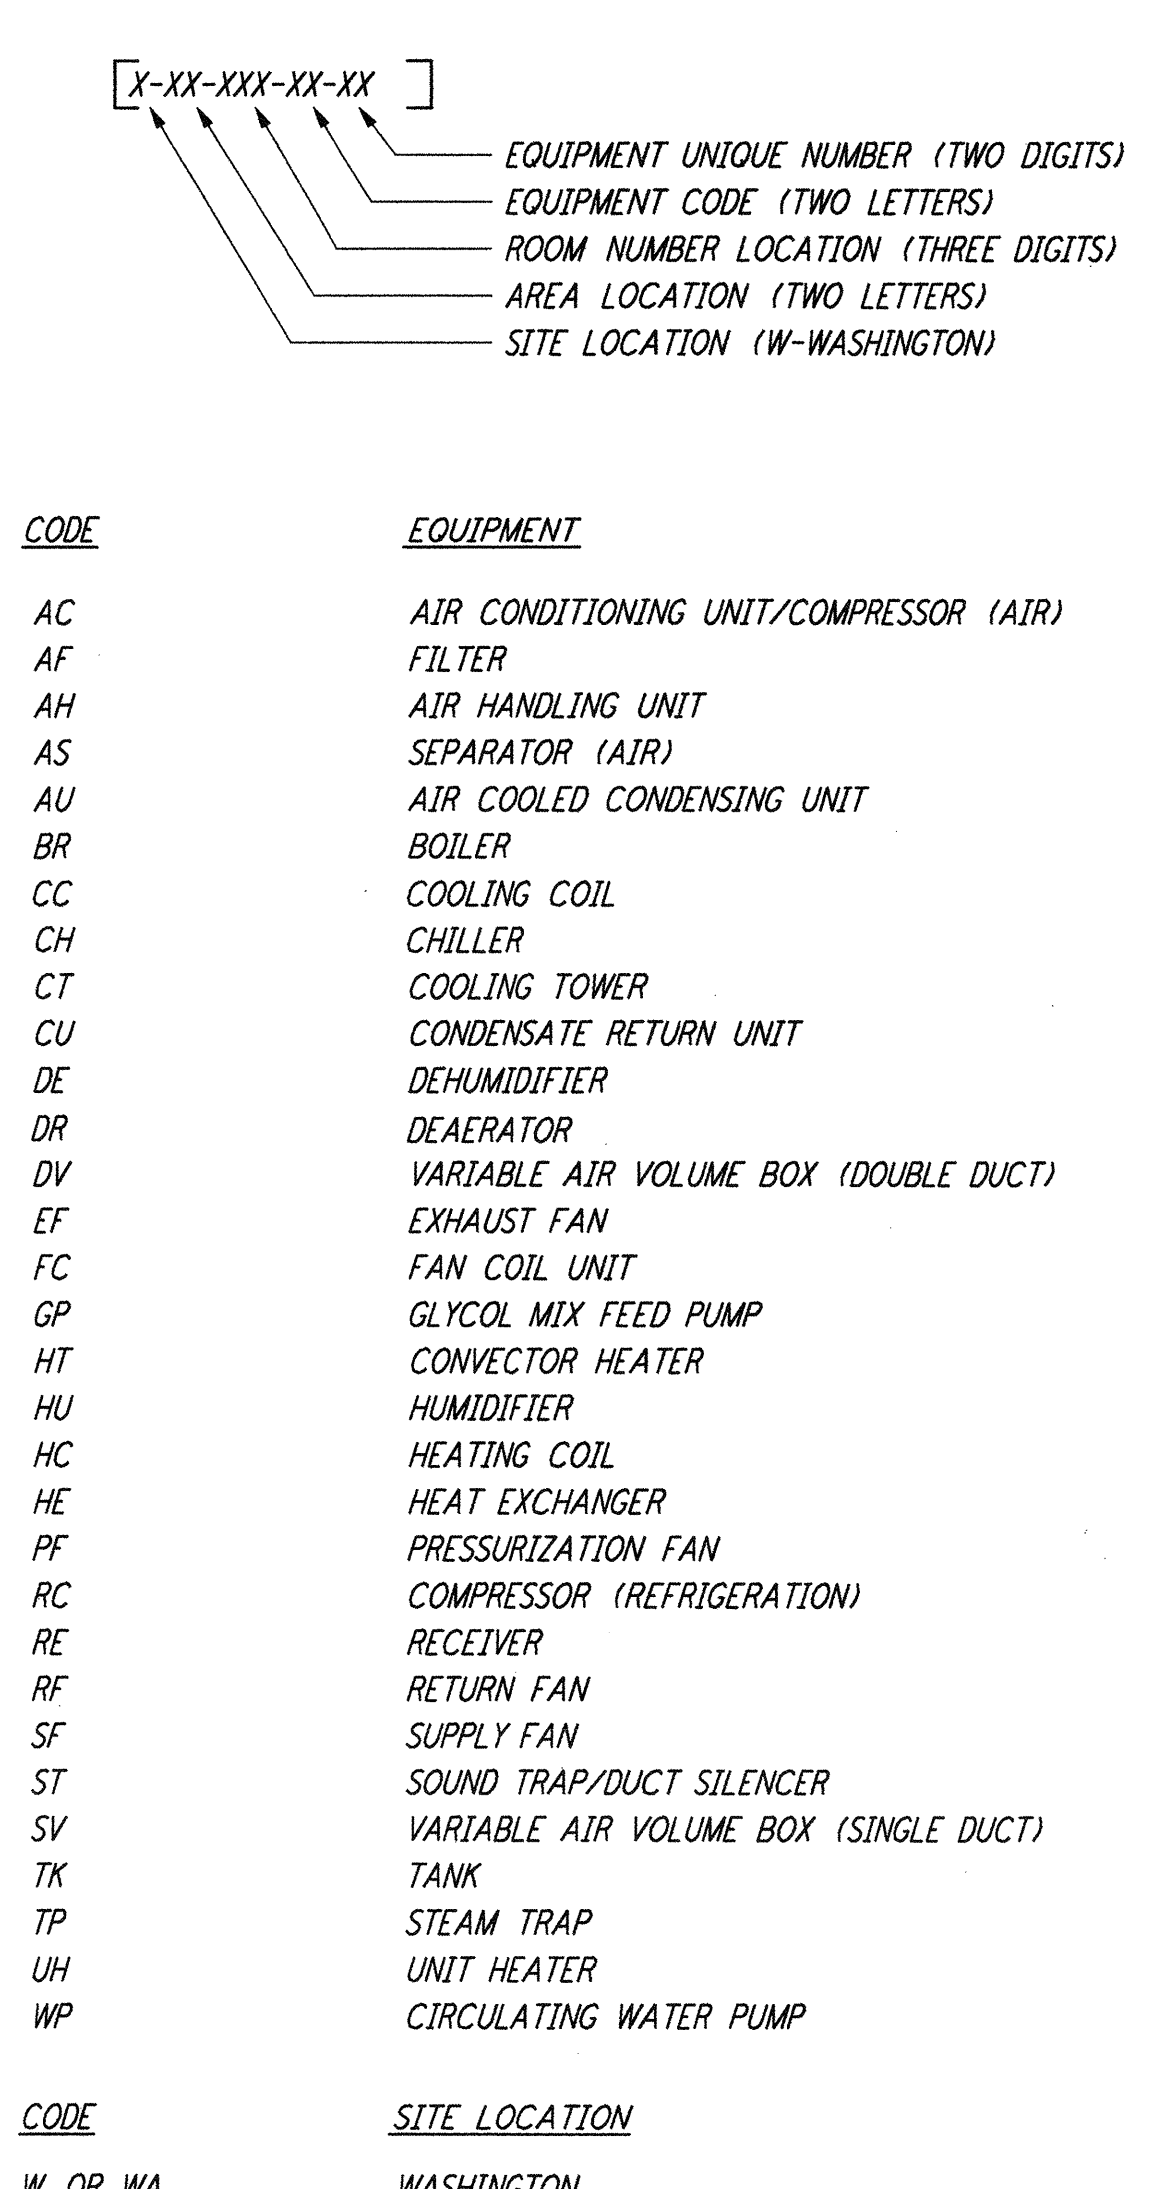 [X-XX-XXX-XX-XX ]
EQUIPMENT UNIQUE NUMBER (TWO DIGITS)
EQUIPMENT CODE (TWO LETTERS)
ROOM NUMBER LOCATION (THREE DIGITS)
AREA LOCATION (TWO LETTERS)
SITE LOCATION (W-WASHINGTON)
CODE EQUIPMENT
AC AIR CONDITIONING UNIT/COMPRESSOR (AIR)
AF FILTER
AH AIR HANDLING UNIT
AS SEPARATOR (AIR)
AU AIR COOLED CONDENSING UNIT
BR BOILER
CC COOLING COIL
CH CHILLER
CT COOLING TOWER
CU CONDENSATE RETURN UNIT
DE DEHUMIDIFIER
DR DEAERATOR
DV VARIABLE AIR VOLUME BOX (DOUBLE DUCT)
EF EXHAUST FAN
FC FAN COIL UNIT
GP GLYCOL MIX FEED PUMP
HT CONVECTOR HEATER
HU HUMIDIFIER
HC HEATING COIL
HE HEAT EXCHANGER
PF PRESSURIZATION FAN
RC COMPRESSOR (REFRIGERATION)
RE RECEIVER
RF RETURN FAN
SF SUPPLY FAN
ST SOUND TRAP/DUCT SILENCER
SV VARIABLE AIR VOLUME BOX (SINGLE DUCT)
TK TANK
TP STEAM TRAP
UH UNIT HEATER
WP CIRCULATING WATER PUMP
CODE SITE LOCATION
W OR WA WASHINGTON